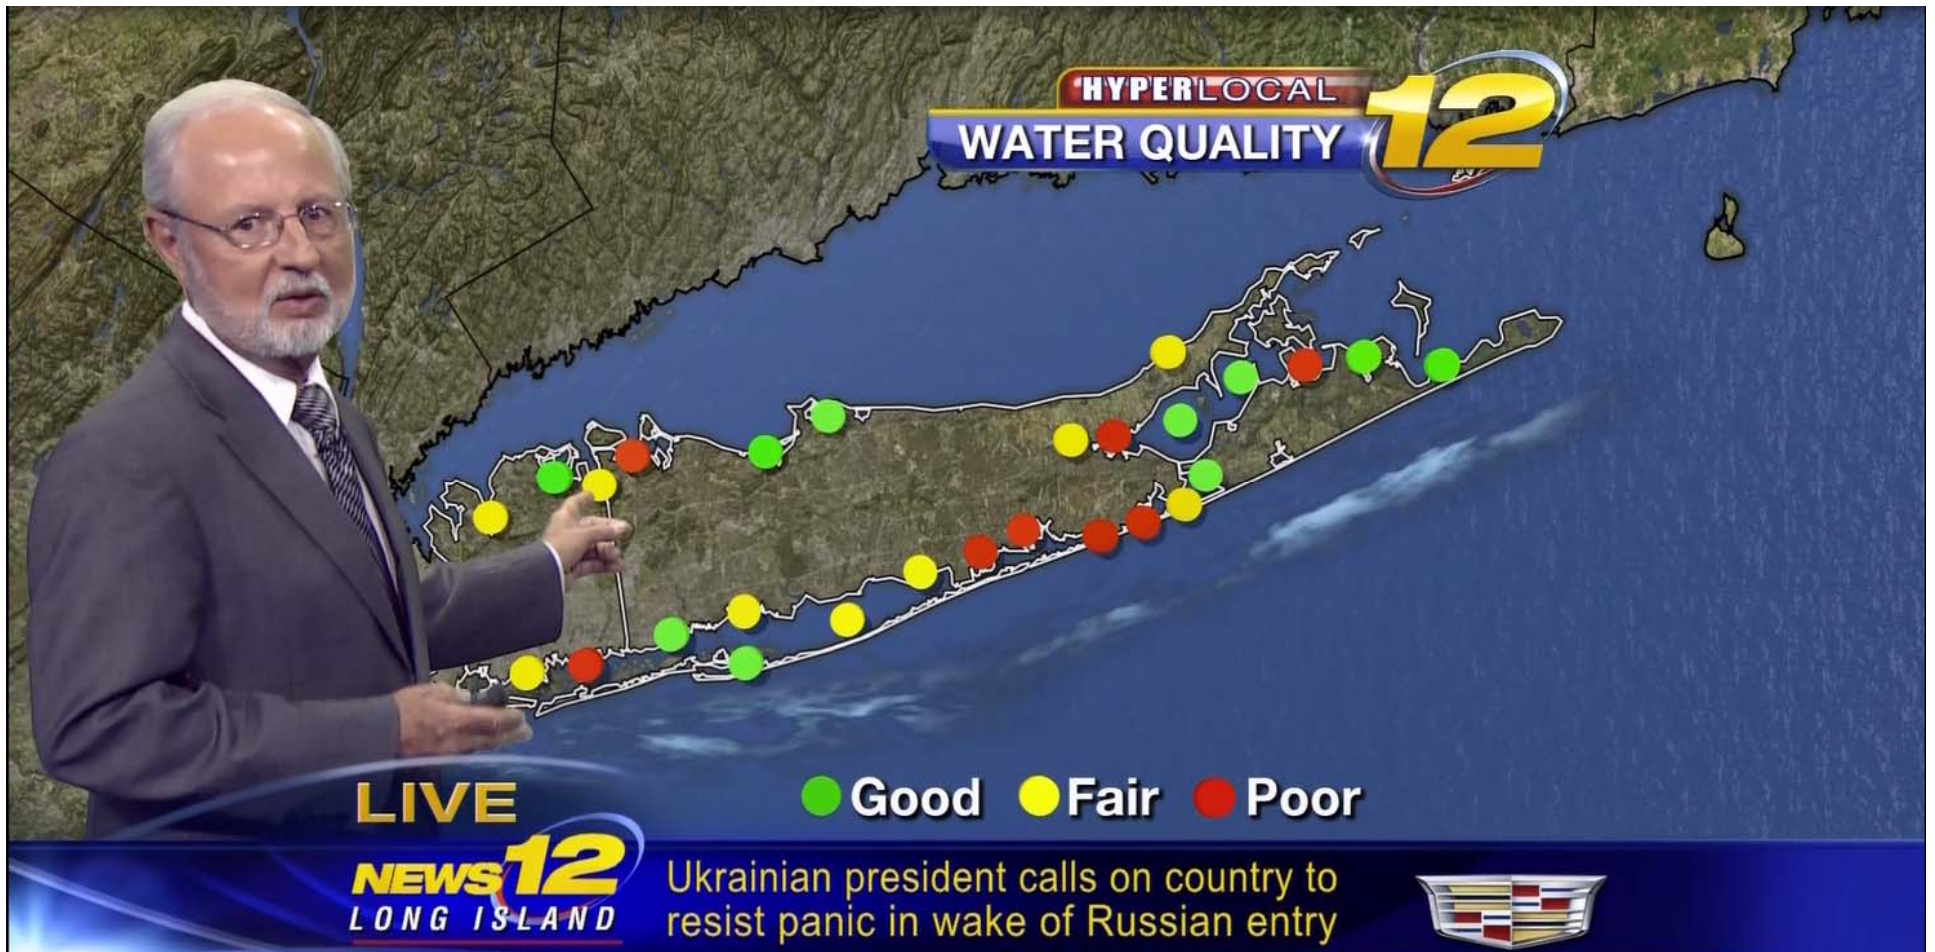 HYPERLOCAL
WATER QUALITY
12
Good Fair Poor
LIVE
NEWS 12
LONG ISLAND
Ukrainian president calls on country to
resist panic in wake of Russian entry